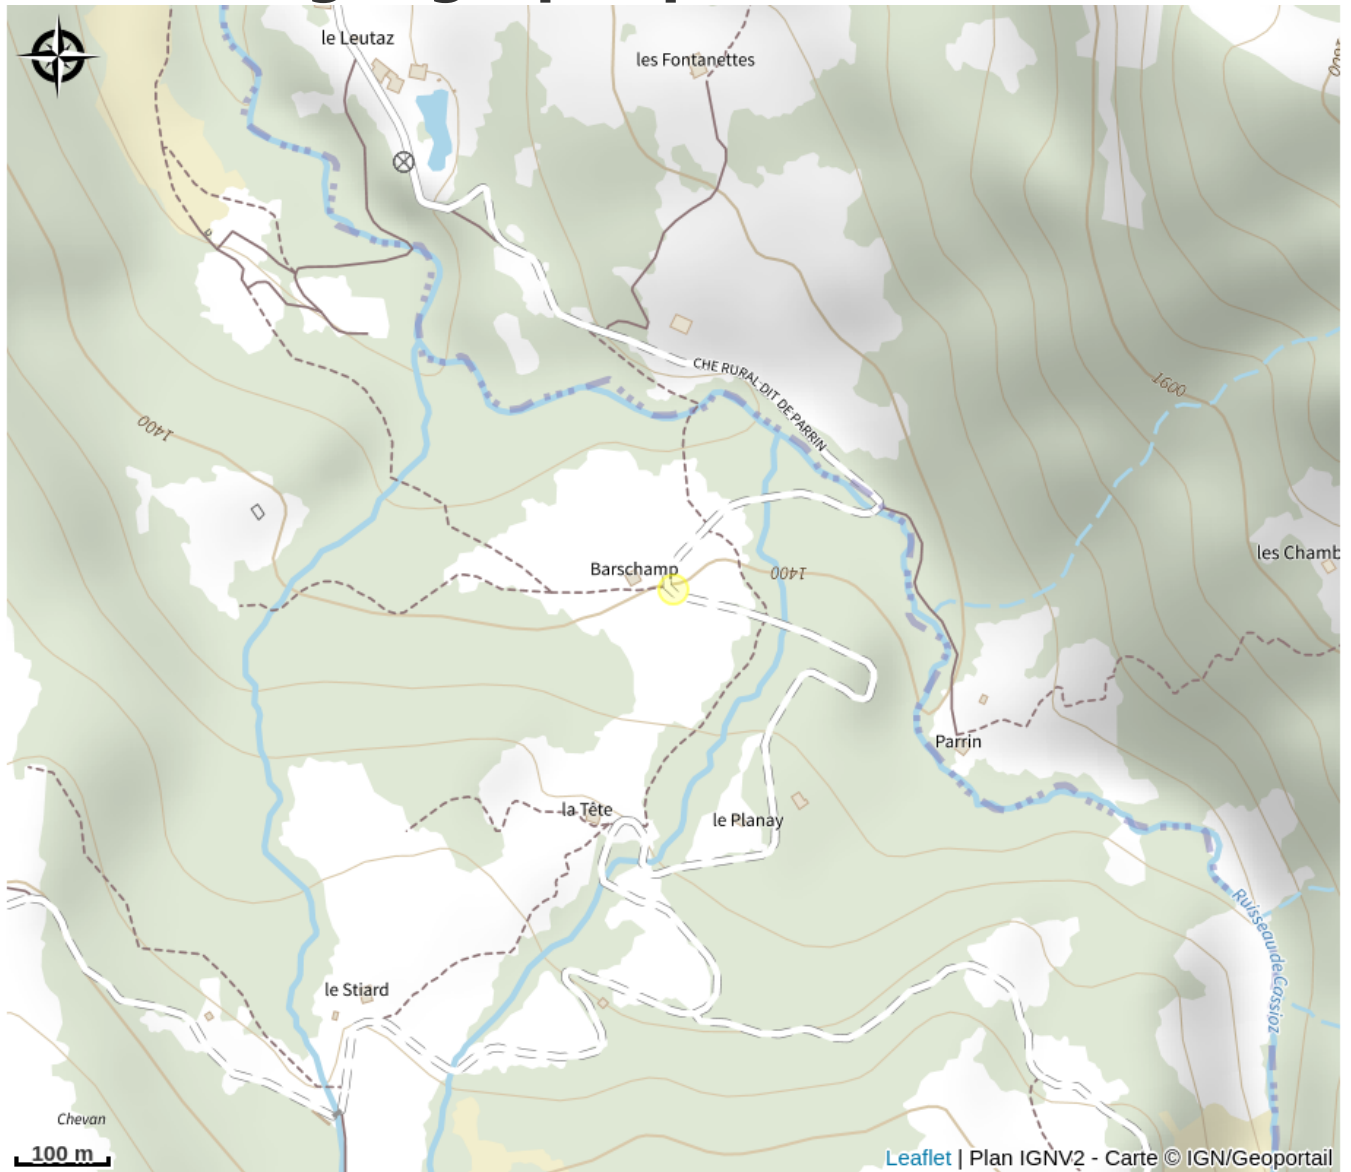 le Leutaz
les Fontanettes
1600
CHE RURAL DIT DE PARRIN
1600
1400
les Chamb
Barschamp
1400
Parrin
la Tête
le Planay
Ruisseau de Cassioz
le Stiard
Chevan
100 m
Leaflet | Plan IGNV2 - Carte © IGN/Geoportail